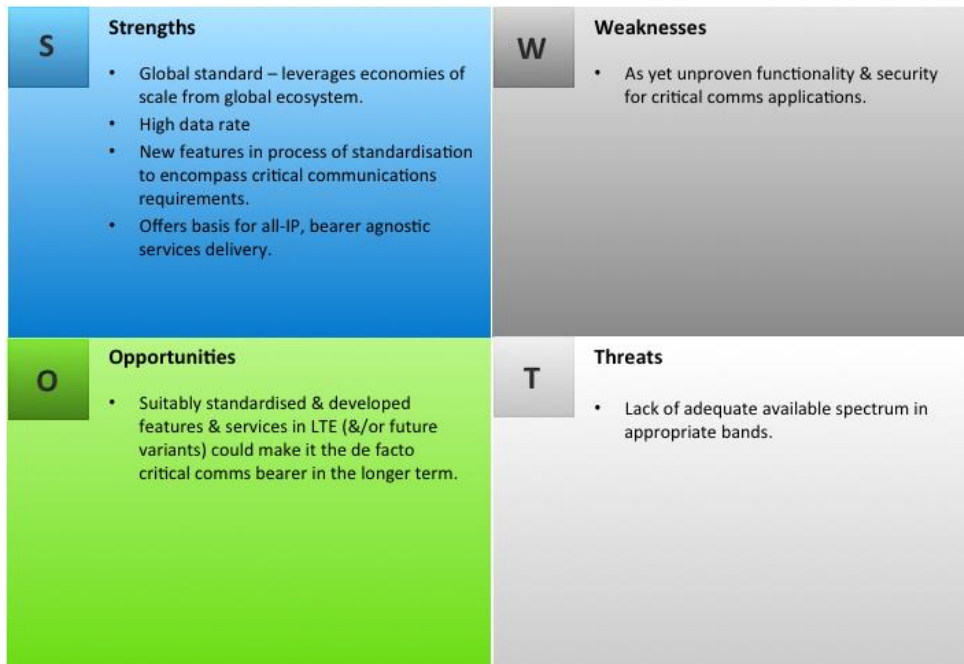 S
Strengths
• Global standard – leverages economies of
scale from global ecosystem.
• High data rate
• New features in process of standardisation
to encompass critical communications
requirements.
• Offers basis for all-IP, bearer agnostic
services delivery.
W
Weaknesses
• As yet unproven functionality & security
for critical comms applications.
O
Opportunities
• Suitably standardised & developed
features & services in LTE (&/or future
variants) could make it the de facto
critical comms bearer in the longer term.
T
Threats
• Lack of adequate available spectrum in
appropriate bands.